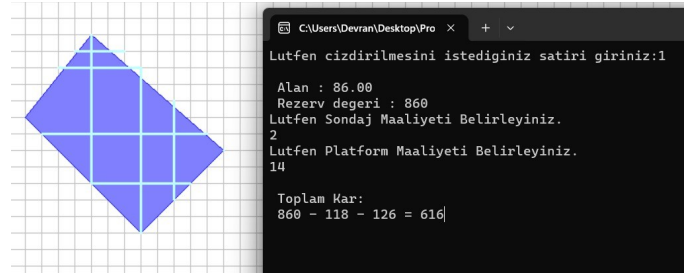 C:\Users\Devran\Desktop\Pro
Lutfen cizdirilmesini istediginiz satiri giriniz:1
Alan : 86.00
Rezerv degeri : 860
Lutfen Sondaj Maaliyeti Belirleyiniz.
2
Lutfen Platform Maaliyeti Belirleyiniz.
14
Toplam Kar:
860 - 118 - 126 = 616